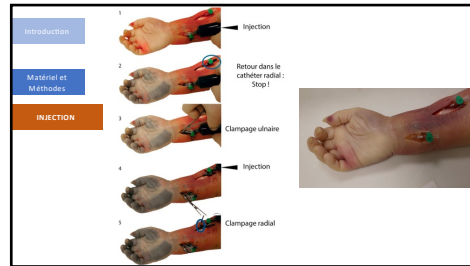 Introduction
Matériel et
Méthodes
INJECTION
1
Injection
2
Retour dans le
cathéter radial :
Stop !
3
Clampage ulnaire
4
Injection
5
Clampage radial